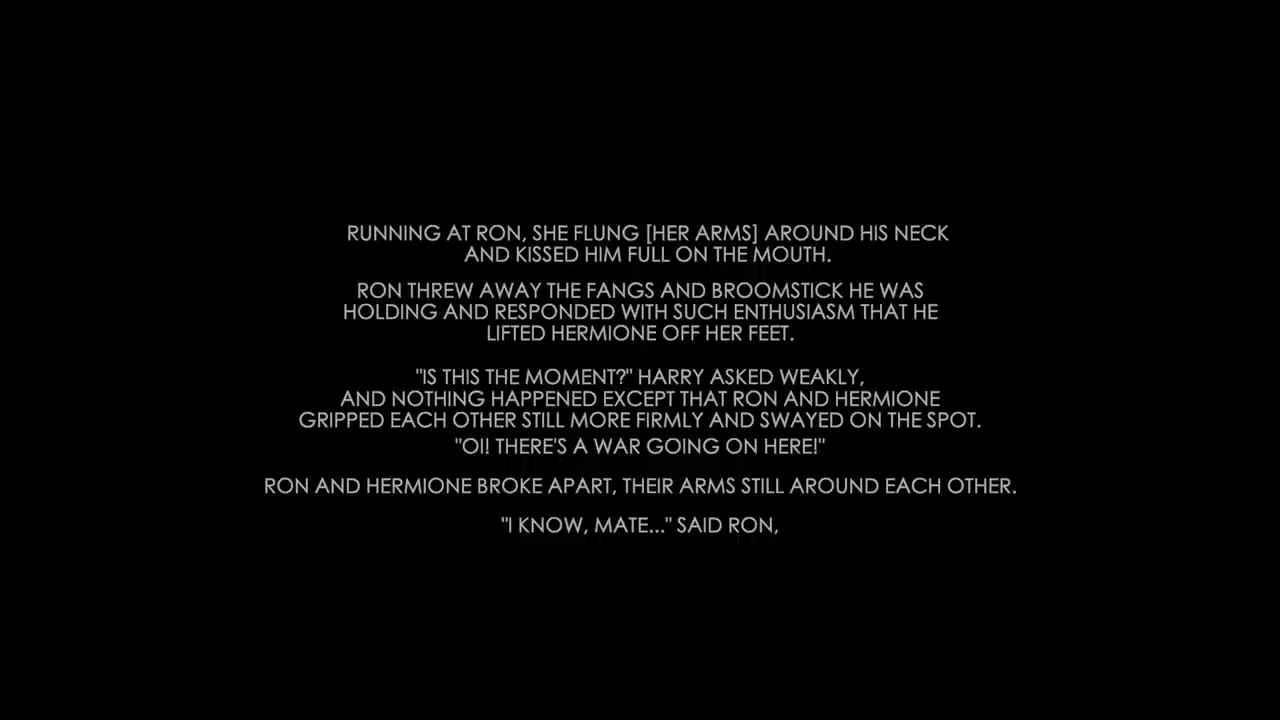 RUNNING AT RON, SHE FLUNG [HER ARMS] AROUND HIS NECK
AND KISSED HIM FULL ON THE MOUTH.
RON THREW AWAY THE FANGS AND BROOMSTICK HE WAS
HOLDING AND RESPONDED WITH SUCH ENTHUSIASM THAT HE
LIFTED HERMIONE OFF HER FEET.
"IS THIS THE MOMENT?" HARRY ASKED WEAKLY,
AND NOTHING HAPPENED EXCEPT THAT RON AND HERMIONE
GRIPPED EACH OTHER STILL MORE FIRMLY AND SWAYED ON THE SPOT.
"OI! THERE'S A WAR GOING ON HERE!"
RON AND HERMIONE BROKE APART, THEIR ARMS STILL AROUND EACH OTHER.
"I KNOW, MATE..." SAID RON,